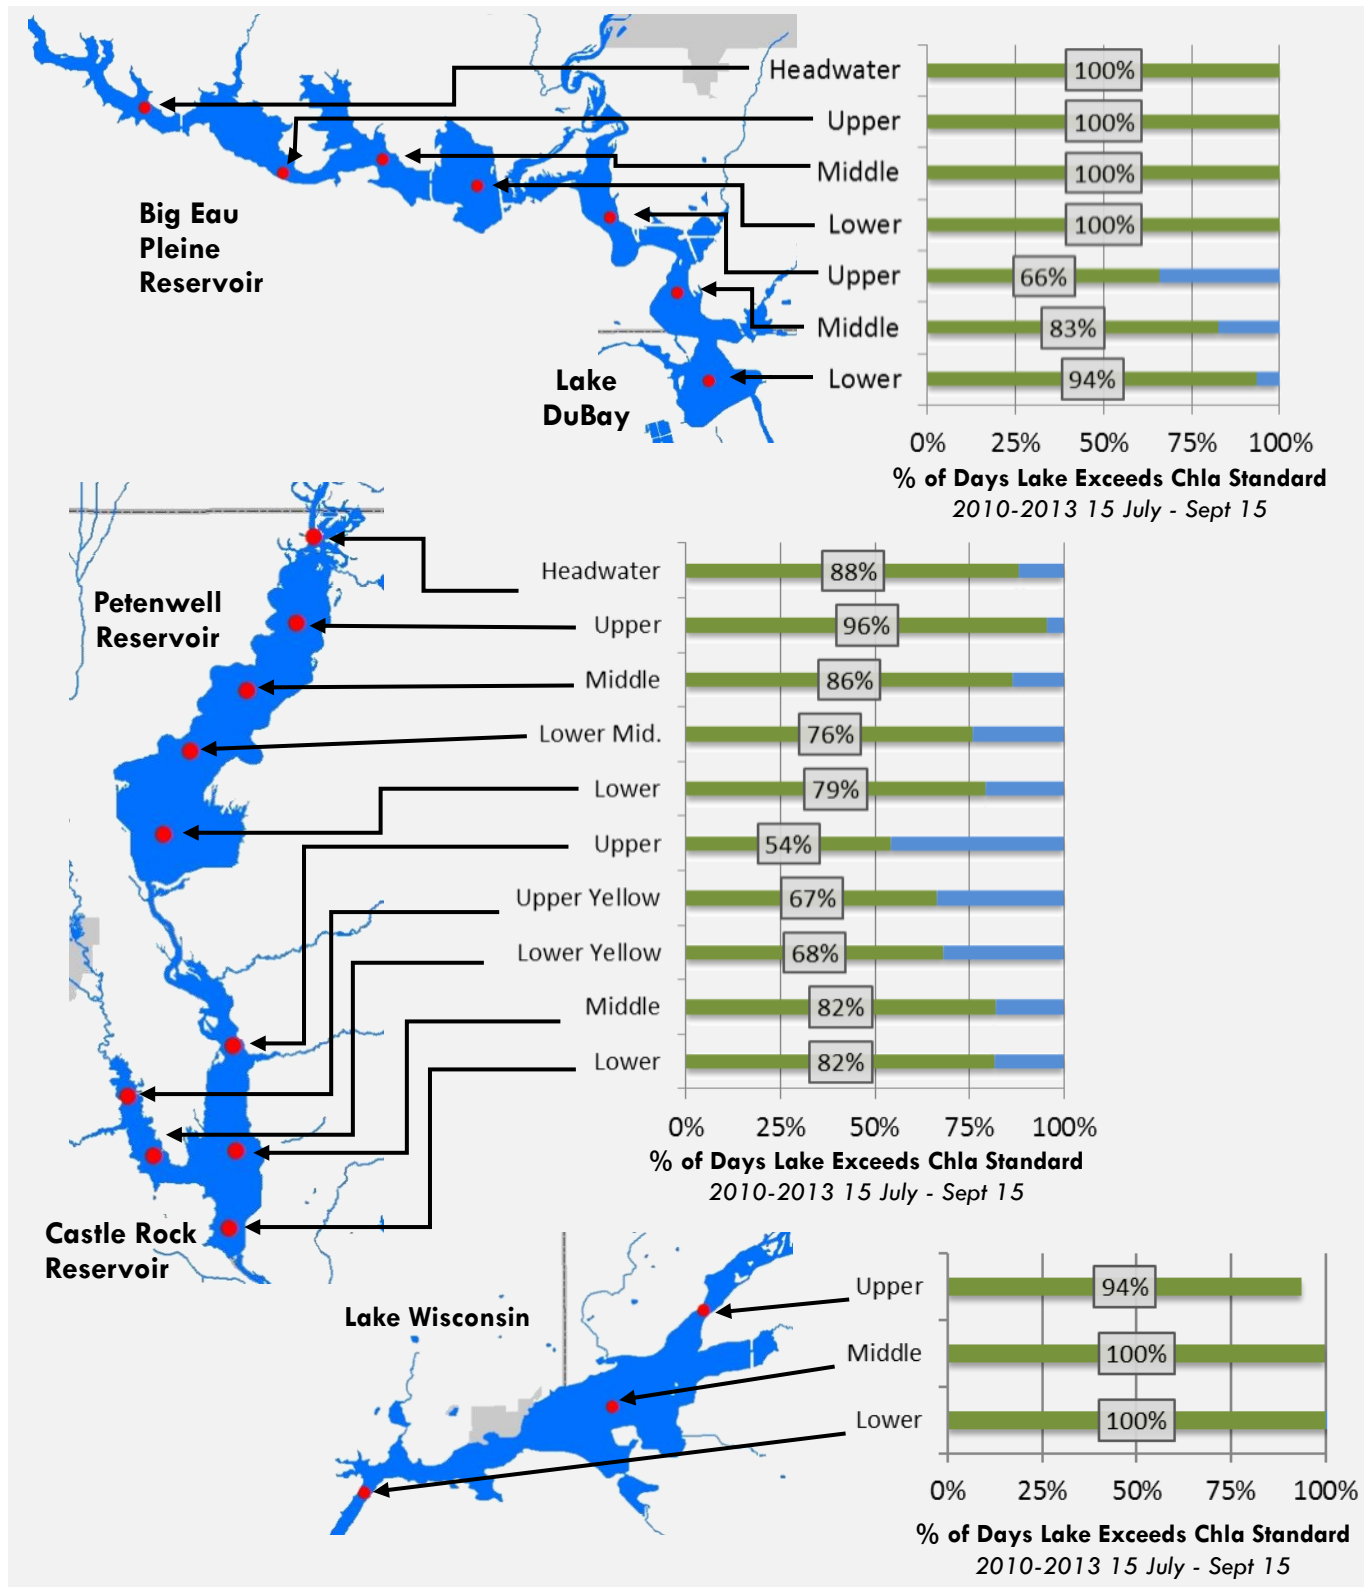 Headwater 100%
Upper 100%
Middle 100%
Lower 100%
Upper 66%
Middle 83%
Lower 94%
Big Eau
Pleine
Reservoir
Lake
DuBay
0% 25% 50% 75% 100%
% of Days Lake Exceeds Chla Standard
2010-2013 15 July - Sept 15
Petenwell
Reservoir
Headwater 88%
Upper 96%
Middle 86%
Lower Mid. 76%
Lower 79%
Upper 54%
Upper Yellow 67%
Lower Yellow 68%
Middle 82%
Lower 82%
0% 25% 50% 75% 100%
% of Days Lake Exceeds Chla Standard
2010-2013 15 July - Sept 15
Castle Rock
Reservoir
Lake Wisconsin
Upper 94%
Middle 100%
Lower 100%
0% 25% 50% 75% 100%
% of Days Lake Exceeds Chla Standard
2010-2013 15 July - Sept 15